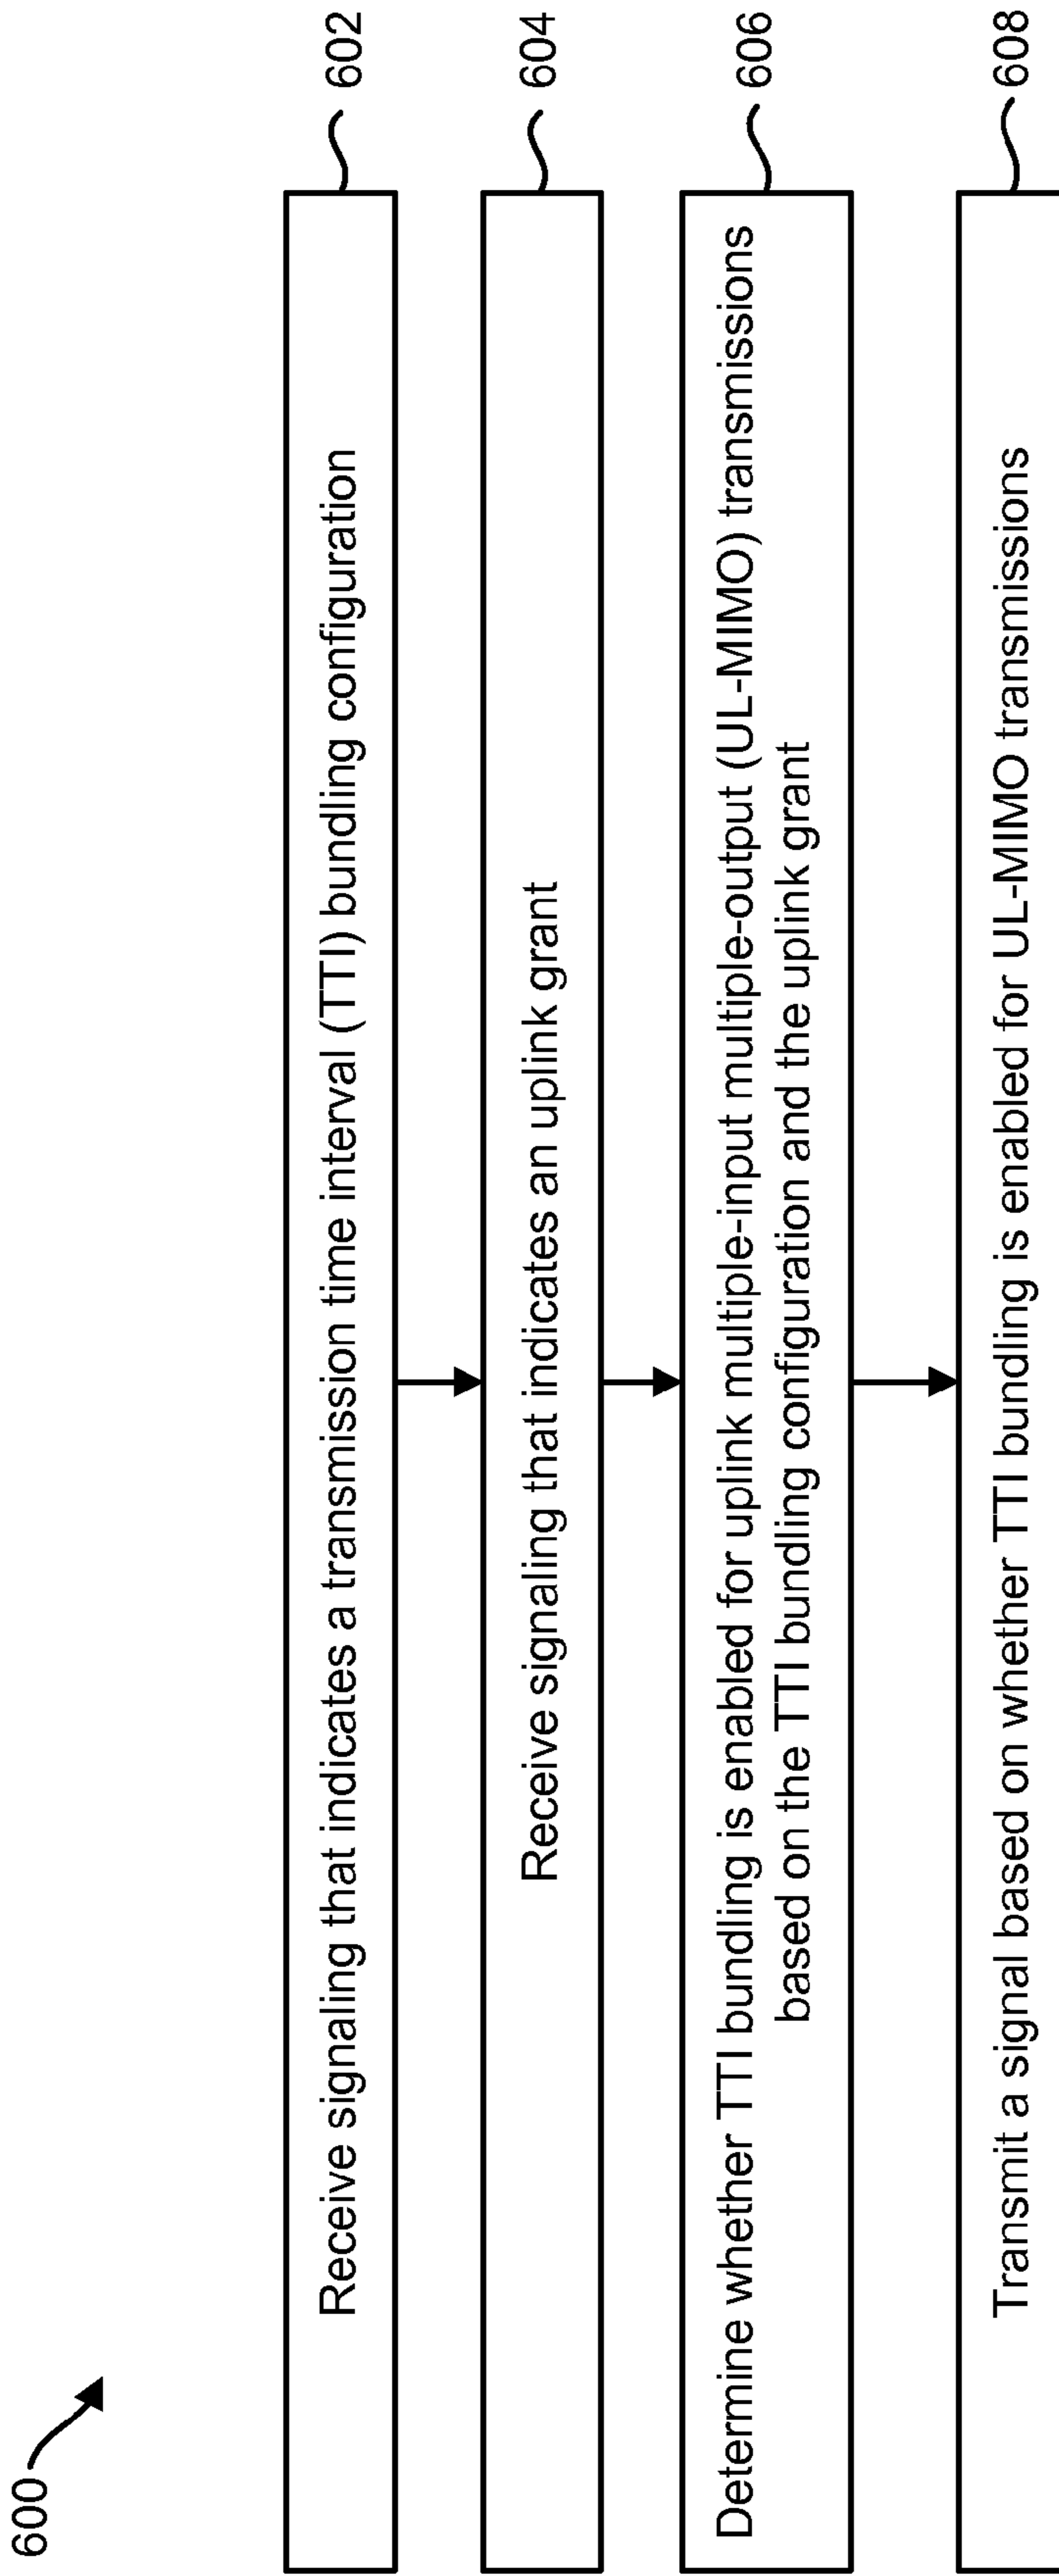 600
Receive signaling that indicates a transmission time interval (TTI) bundling configuration
602
Receive signaling that indicates an uplink grant
604
Determine whether TTI bundling is enabled for uplink multiple-input multiple-output (UL-MIMO) transmissions
based on the TTI bundling configuration and the uplink grant
606
Transmit a signal based on whether TTI bundling is enabled for UL-MIMO transmissions
608